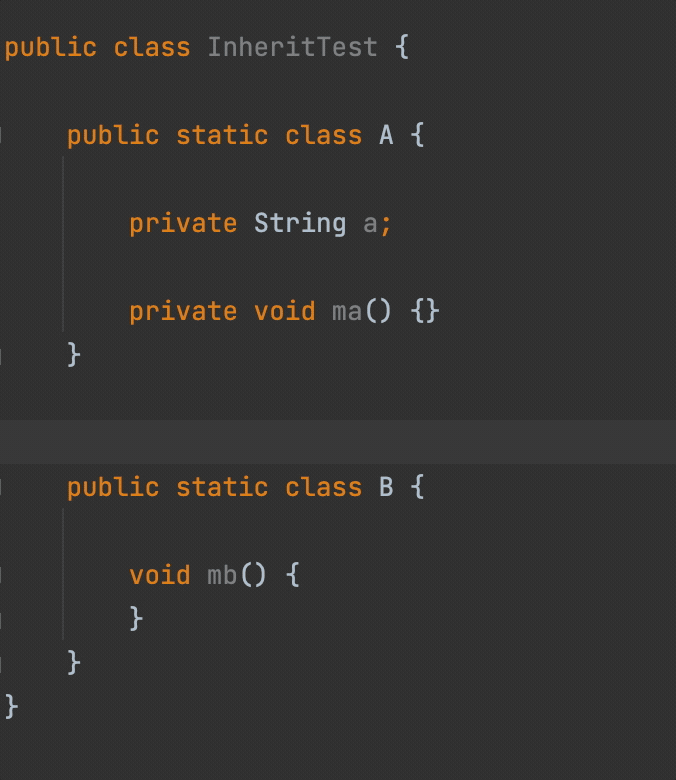 public class InheritTest {
public static class A {
private String a;
private void ma() {}
}
public static class B {
void mb() {
}
}
}